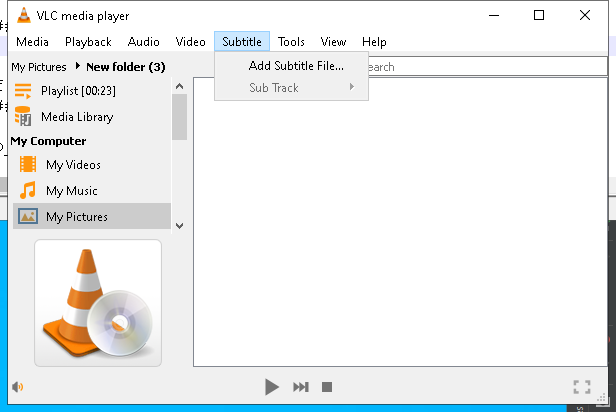 VLC media player
Media Playback Audio Video Subtitle Tools View Help
Add Subtitle File...
Sub Track
My Pictures New folder (3)
earch
Playlist [00:23]
Media Library
My Computer
My Videos
My Music
My Pictures